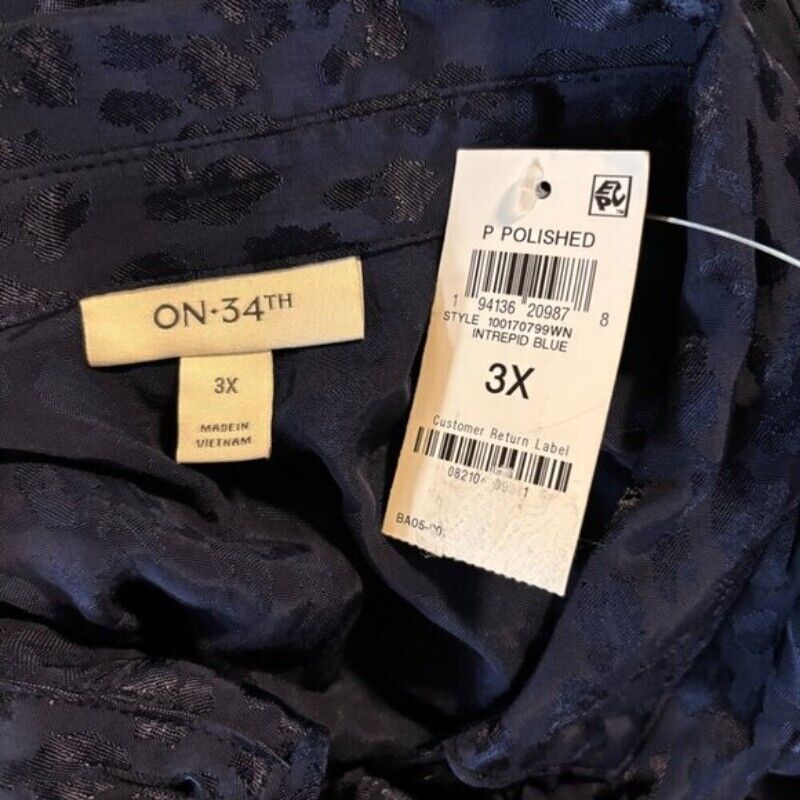 ON•34TH
3X
MADE IN
VIETNAM
EPC
P POLISHED
1 94136 20987 8
STYLE 100170799WN
INTREPID BLUE
3X
Customer Return Label